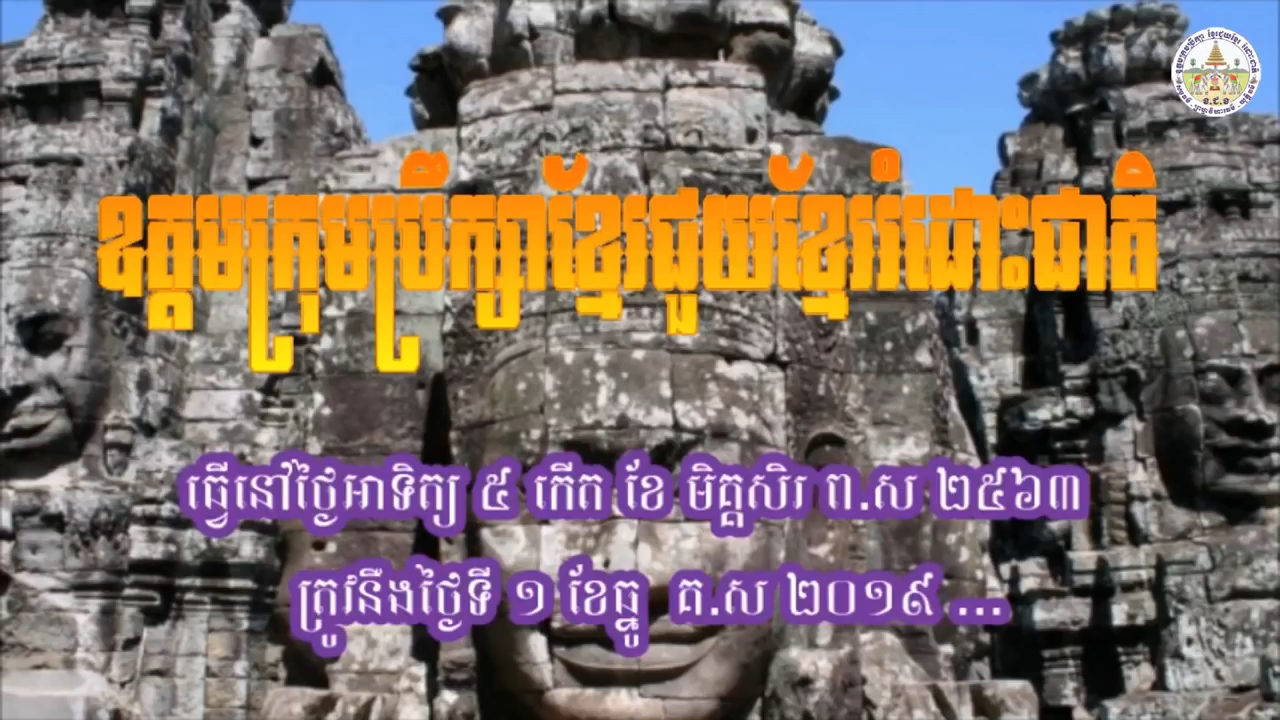 ឧត្តមក្រុមប្រឹក្សាខ្មែរជួយខ្មែររំដោះជាតិ
ធ្វើនៅថ្ងៃអាទិត្យ ៥ កើត ខែ មិគ្គសិរ ព.ស ២៥៦៣
ត្រូវនឹងថ្ងៃទី ១ ខែធ្នូ គ.ស ២០១៩ ...